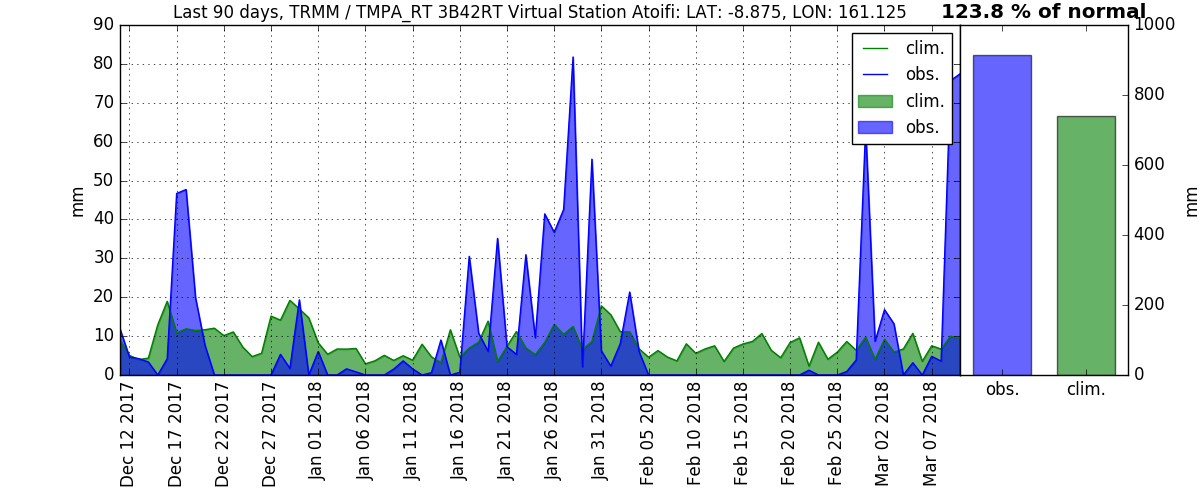 Last 90 days, TRMM / TMPA_RT 3B42RT Virtual Station Atoifi: LAT: -8.875, LON: 161.125
123.8 % of normal
90
80
70
60
50
40
30
20
10
0
mm
clim.
obs.
clim.
obs.
1000
800
600
400
200
0
mm
obs.
clim.
Dec 12 2017
Dec 17 2017
Dec 22 2017
Dec 27 2017
Jan 01 2018
Jan 06 2018
Jan 11 2018
Jan 16 2018
Jan 21 2018
Jan 26 2018
Jan 31 2018
Feb 05 2018
Feb 10 2018
Feb 15 2018
Feb 20 2018
Feb 25 2018
Mar 02 2018
Mar 07 2018